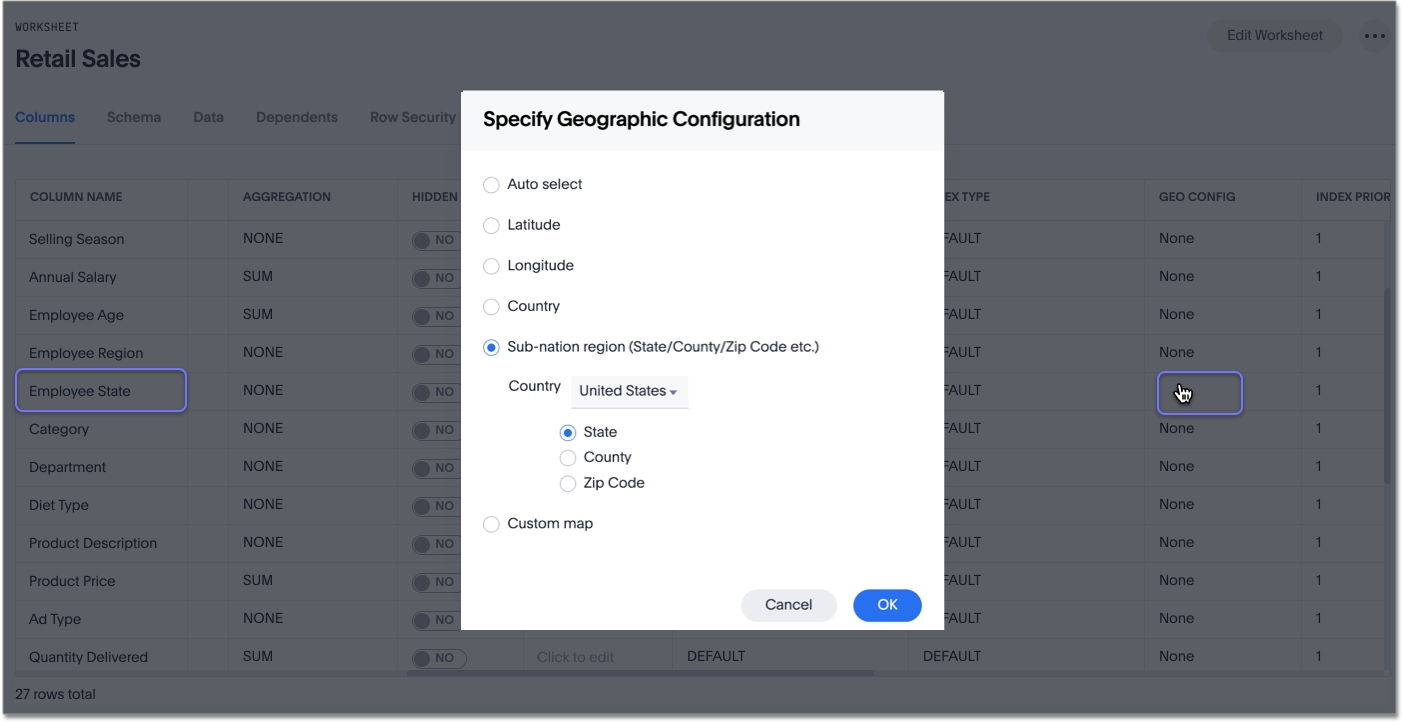 WORKSHEET
Retail Sales
Edit Worksheet
Columns Schema Data Dependents Row Security
Specify Geographic Configuration
Auto select
Latitude
Longitude
Country
Sub-nation region (State/County/Zip Code etc.)
Country United States
State
County
Zip Code
Custom map
Cancel OK
COLUMN NAME AGGREGATION HIDDEN EX TYPE GEO CONFIG INDEX PRIOR
Selling Season NONE NO FAULT None 1
Annual Salary SUM NO FAULT None 1
Employee Age SUM NO FAULT None 1
Employee Region NONE NO FAULT None 1
Employee State NONE NO FAULT 1
Category NONE NO FAULT None 1
Department NONE NO FAULT None 1
Diet Type NONE NO FAULT None 1
Product Description NONE NO FAULT None 1
Product Price SUM NO FAULT None 1
Ad Type NONE NO FAULT None 1
Quantity Delivered SUM NO Click to edit DEFAULT DEFAULT None 1
27 rows total